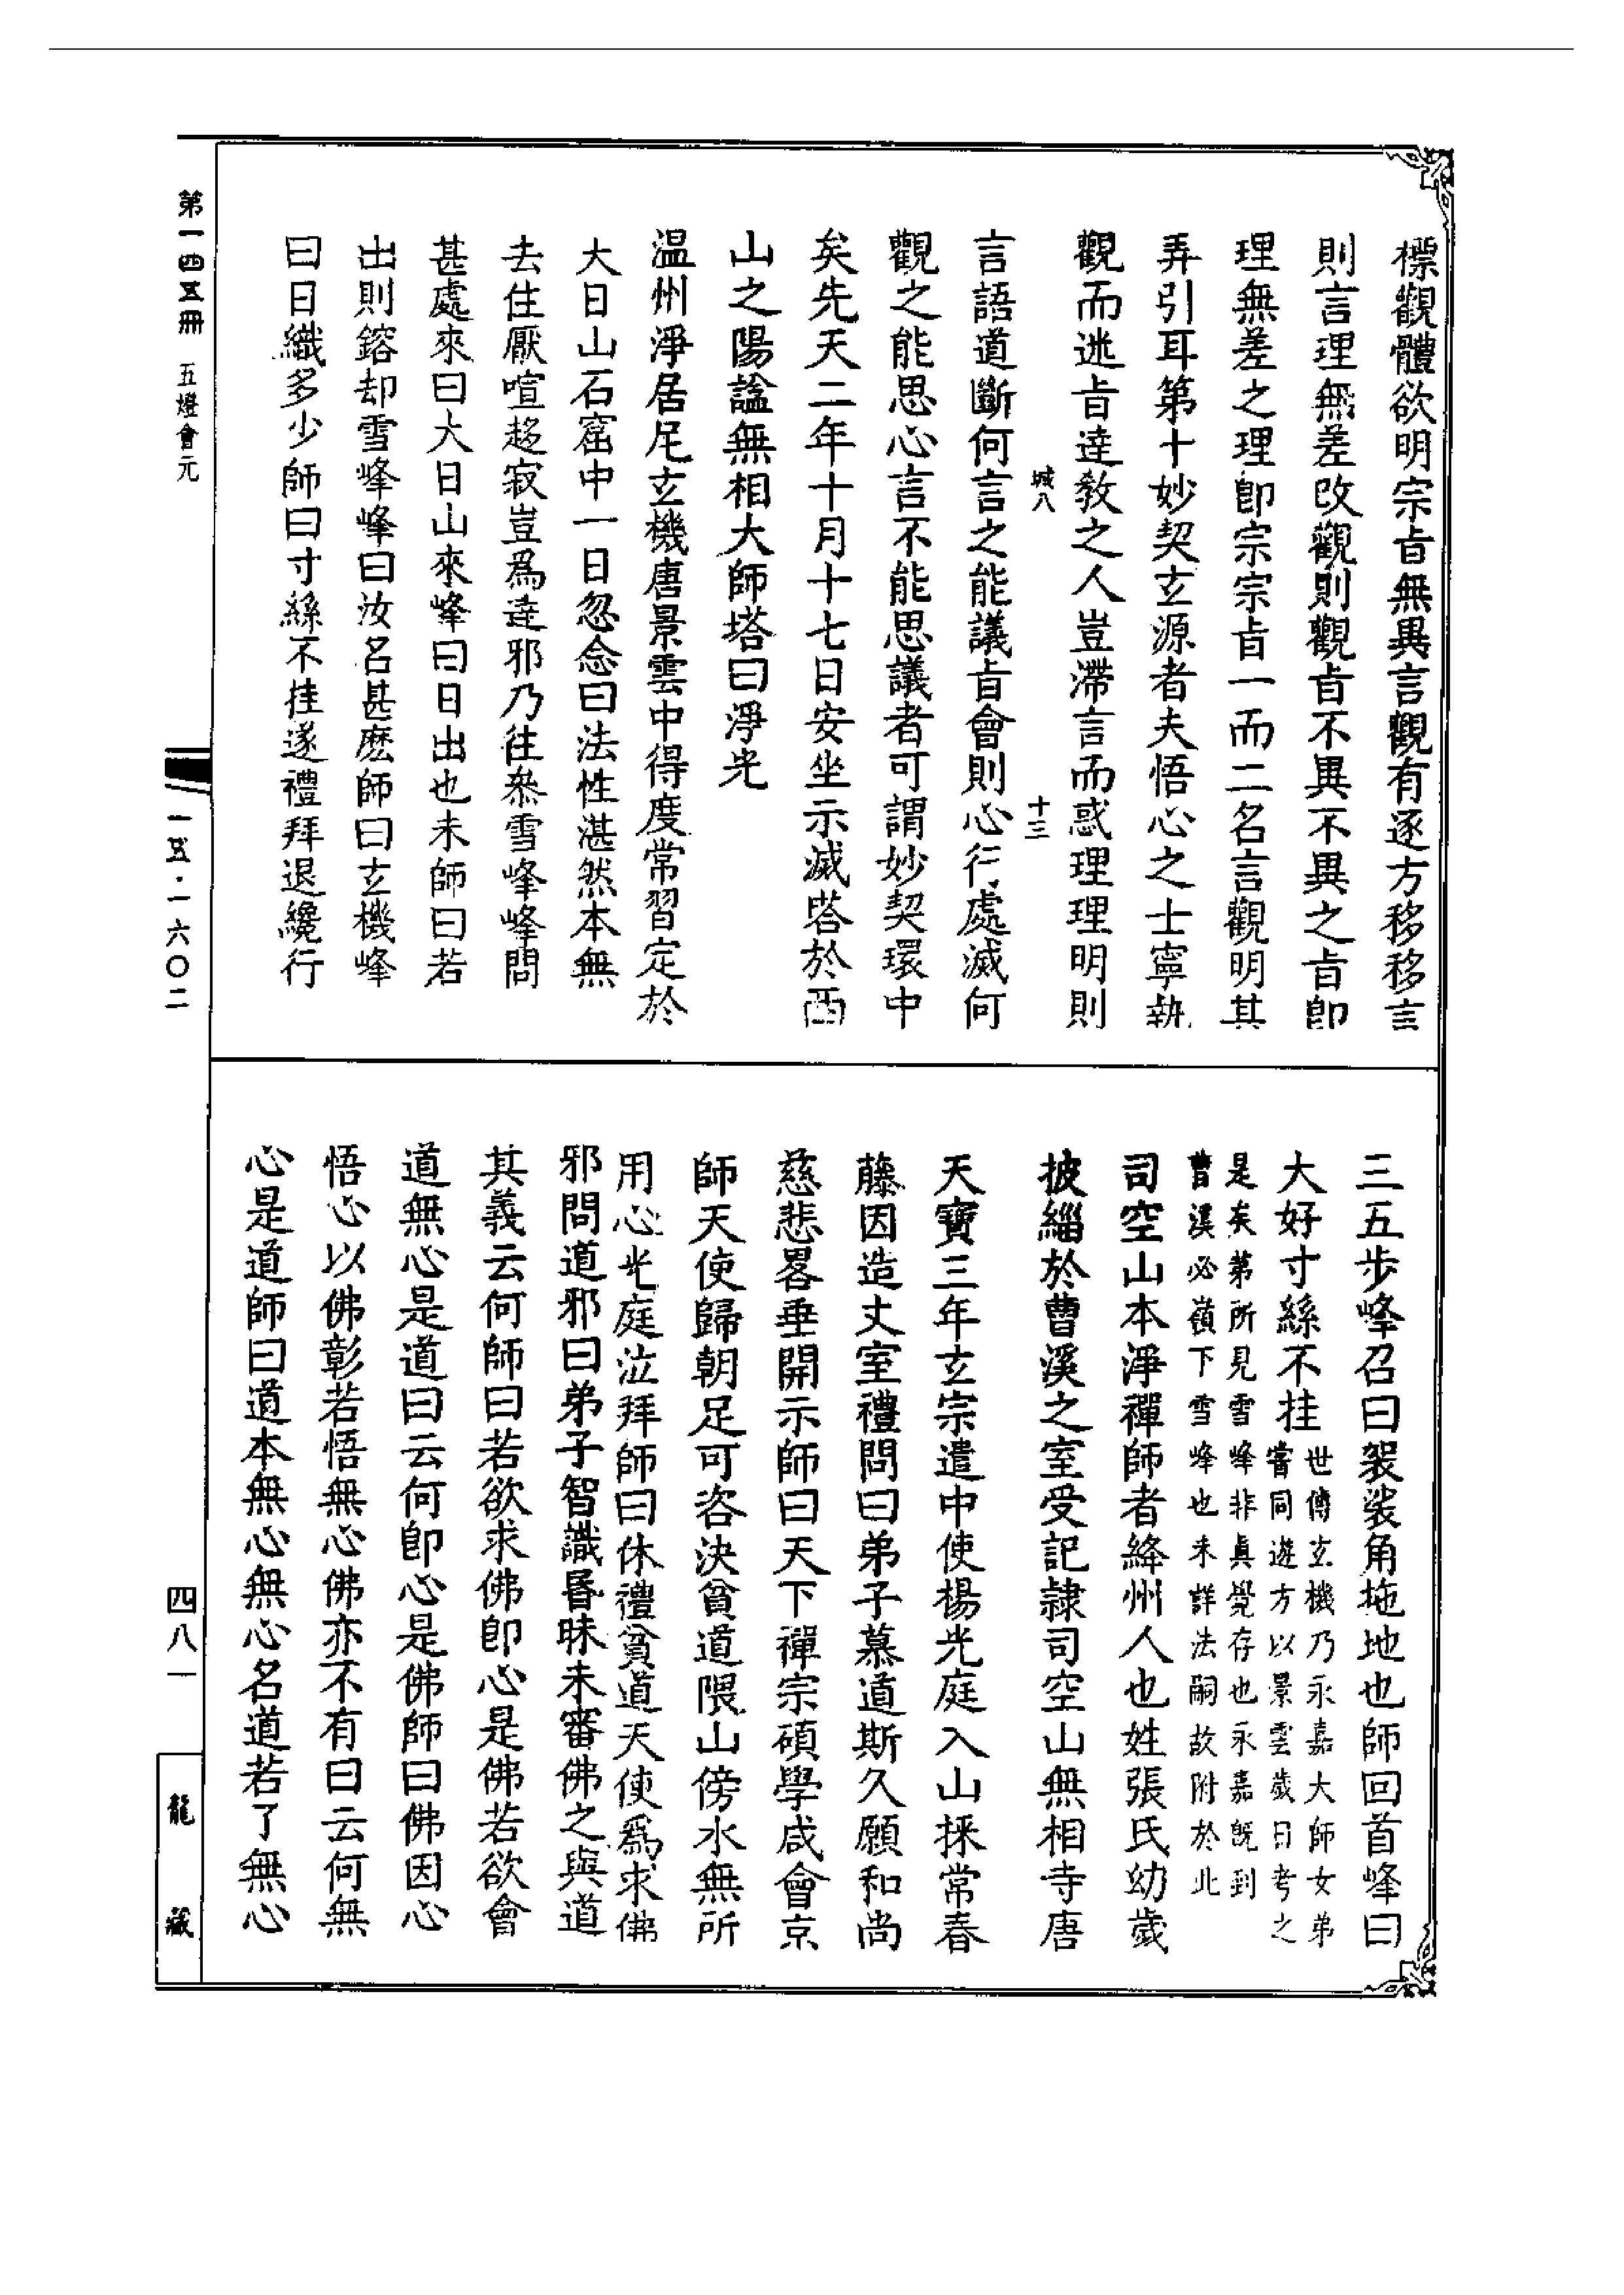 標觀體欲明宗旨無異言觀有逐方移移言
則言理無差改觀則觀旨不異不異之旨即
理無差之理即宗宗旨一而二名言觀明其
弄引耳第十妙契玄源者夫悟心之士寧執
觀而迷旨達教之人豈滯言而惑理理明則
城八 十三
言語道斷何言之能議旨會則心行處滅何
觀之能思心言不能思議者可謂妙契環中
矣先天二年十月十七日安坐示滅塔於西
山之陽諡無相大師塔曰淨光
温州淨居尼玄機唐景雲中得度常習定於
大日山石窟中一日忽念曰法性湛然本無
去住厭喧趍寂豈爲達邪乃往叅雪峰峰問
甚處來曰大日山來峰曰日出也未師曰若
出則鎔却雪峰峰曰汝名甚麽師曰玄機峰
曰日織多少師曰寸絲不挂遂禮拜退纔行
三五步峰召曰袈裟角拖地也師回首峰曰
大好寸絲不挂世傳玄機乃永嘉大師女弟
嘗同遊方以景雲歲日考之
是矣第所見雪峰非真覺存也永嘉既到
曹溪必嶺下雪峰也未詳法嗣故附於此
司空山本淨禪師者絳州人也姓張氏幼歲
披緇於曹溪之室受記隷司空山無相寺唐
天寶三年玄宗遣中使楊光庭入山採常春
藤因造丈室禮問曰弟子慕道斯久願和尚
慈悲畧垂開示師曰天下禪宗碩學咸會京
師天使歸朝足可咨決貧道隈山傍水無所
用心光庭泣拜師曰休禮貧道天使爲求佛
邪問道邪曰弟子智識昏昧未審佛之與道
其義云何師曰若欲求佛即心是佛若欲會
道無心是道曰云何即心是佛師曰佛因心
悟心以佛彰若悟無心佛亦不有曰云何無
心是道師曰道本無心無心名道若了無心
第一四五冊 五燈會元
一五·一六〇二
四八一
龍藏